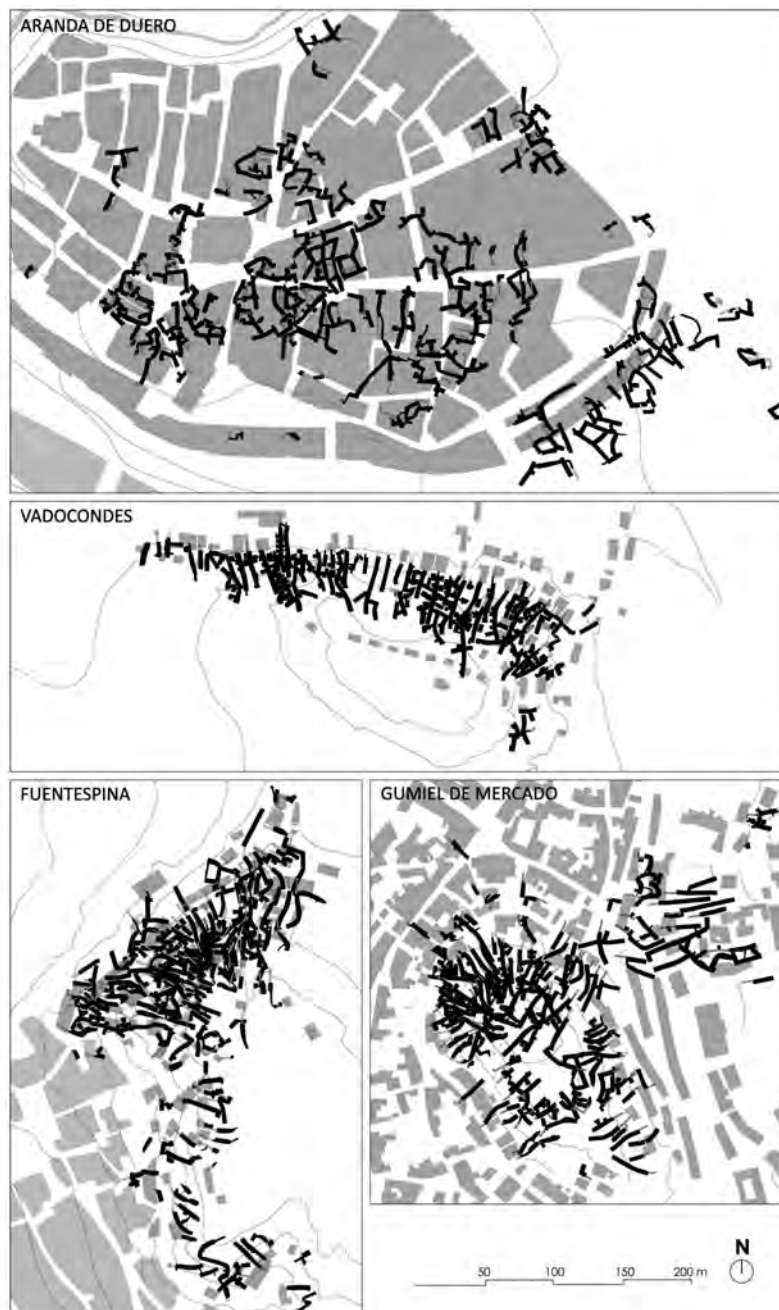 ARANDA DE DUERO
VADOCONDES
FUENTESPINA
GUMIEL DE MERCADO
N
50 100 150 200 m